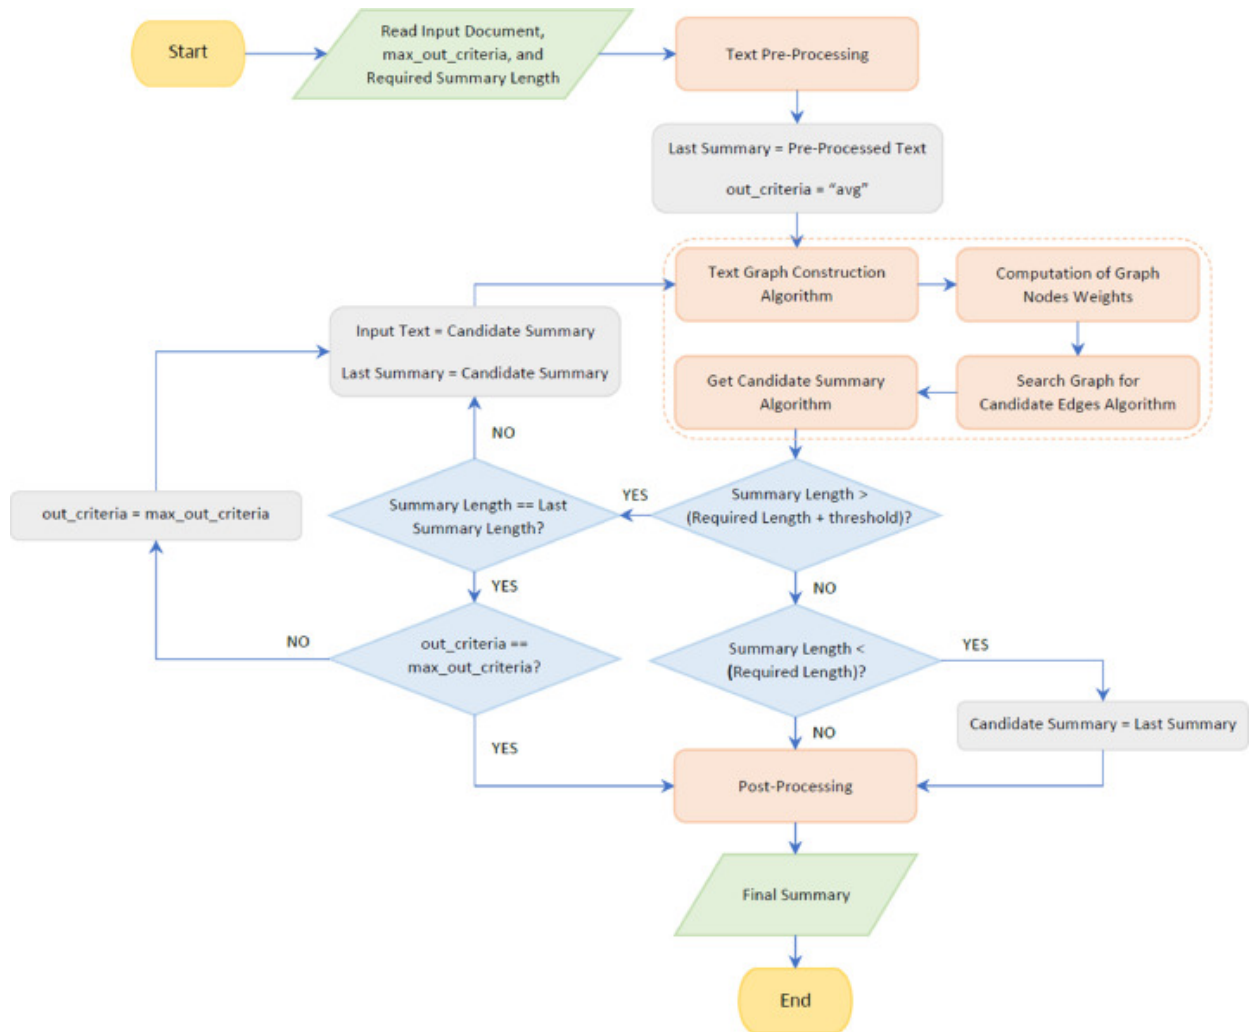 Start
Read Input Document,
max_out_criteria, and
Required Summary Length
Text Pre-Processing
Last Summary = Pre-Processed Text
out_criteria = “avg”
Text Graph Construction
Algorithm
Computation of Graph
Nodes Weights
Input Text = Candidate Summary
Last Summary = Candidate Summary
Get Candidate Summary
Algorithm
Search Graph for
Candidate Edges Algorithm
NO
out_criteria = max_out_criteria
Summary Length == Last
Summary Length?
YES
Summary Length >
(Required Length + threshold)?
YES
NO
NO
out_criteria ==
max_out_criteria?
Summary Length <
(Required Length)?
YES
Candidate Summary = Last Summary
YES
NO
Post-Processing
Final Summary
End